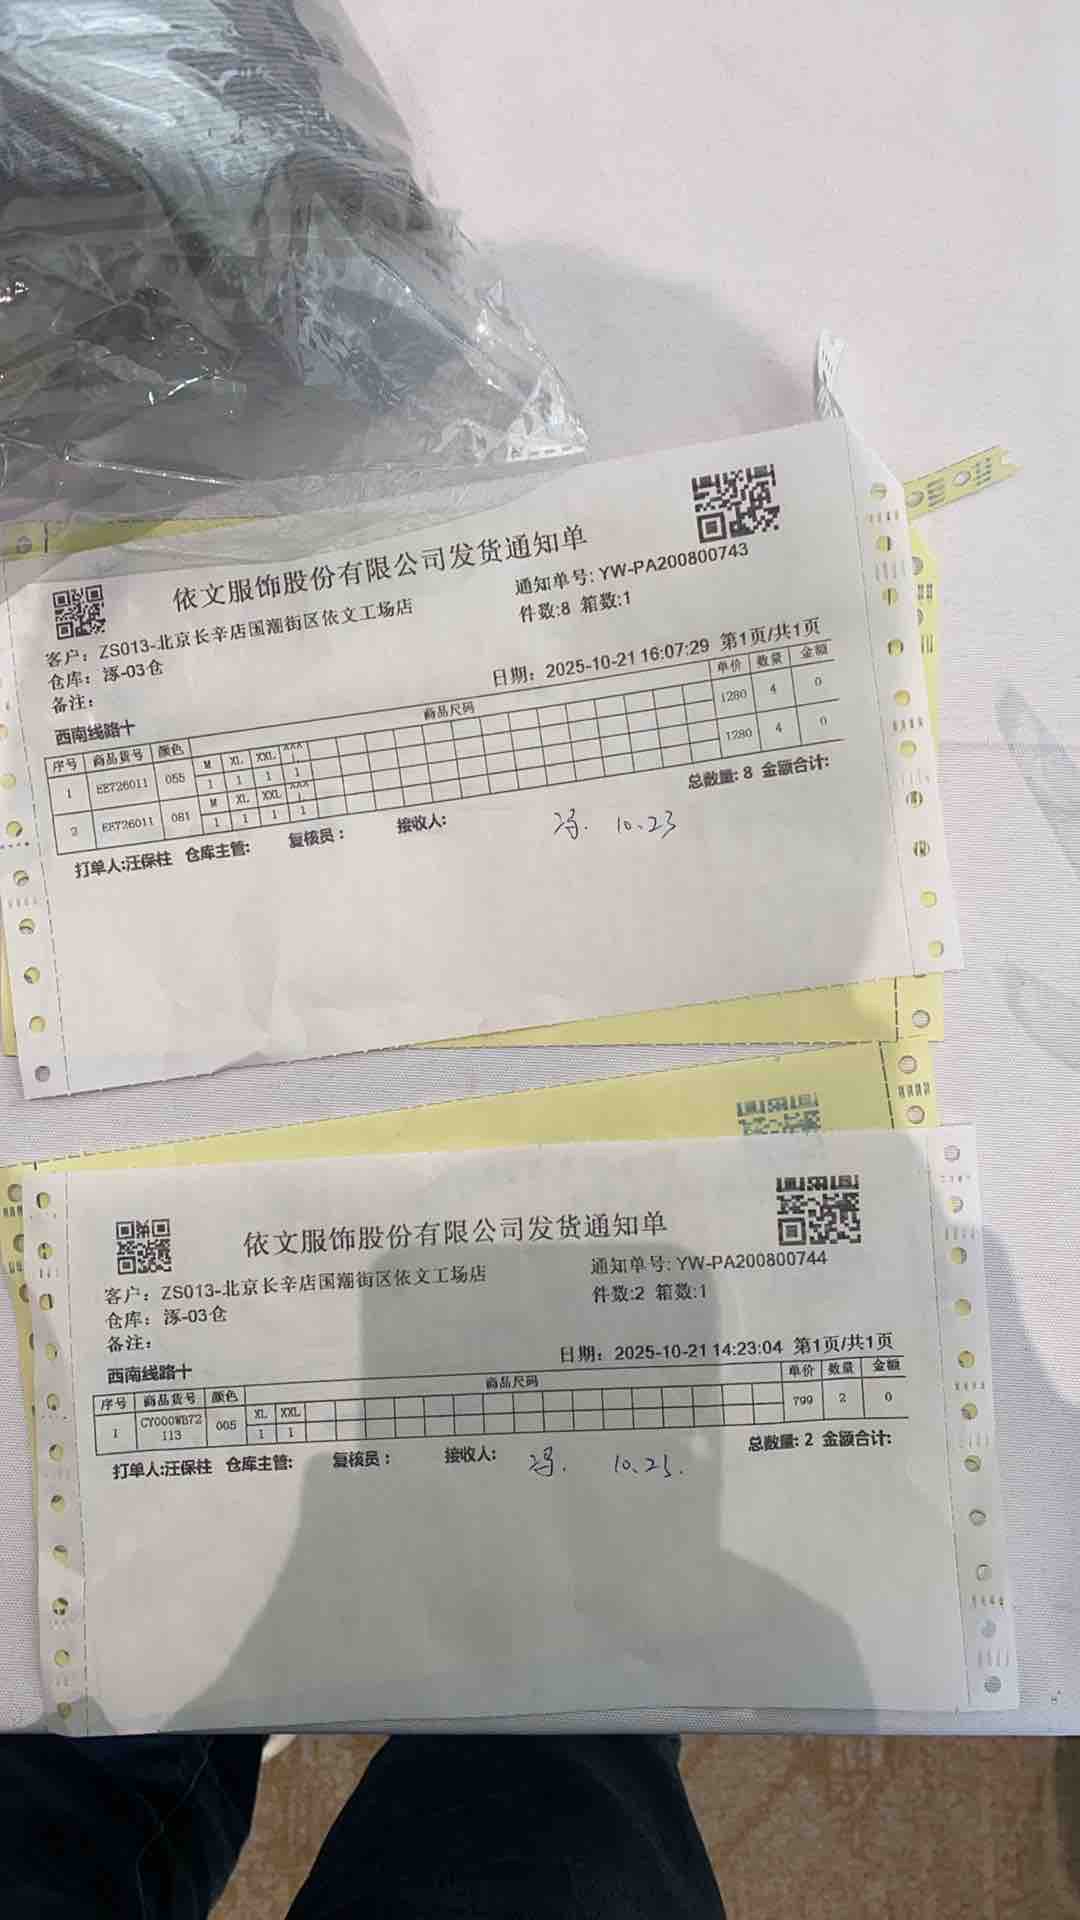 依文服饰股份有限公司发货通知单
客户：ZS013-北京长辛店国潮街区依文工场店
通知单号: YW-PA200800743
仓库：涿-03仓
件数:8 箱数:1
备注：
日期：2025-10-21 16:07:29 第1页/共1页
西南线路十
序号 商品货号 颜色 商品尺码 单价 数量 金额
M XL XXL XXXL
1 EE726011 055 1 1 1 1 1280 4 0
M XL XXL XXXL
2 EE726011 081 1 1 1 1 1280 4 0
总数量: 8 金额合计:
打单人:汪保柱 仓库主管: 复核员： 接收人: 冯. 10.23
依文服饰股份有限公司发货通知单
客户：ZS013-北京长辛店国潮街区依文工场店
通知单号: YW-PA200800744
仓库：涿-03仓
件数:2 箱数:1
备注：
日期：2025-10-21 14:23:04 第1页/共1页
西南线路十
序号 商品货号 颜色 商品尺码 单价 数量 金额
XL XXL
1 CY000WB72113 005 1 1 799 2 0
总数量: 2 金额合计:
打单人:汪保柱 仓库主管: 复核员： 接收人: 冯. 10.23.